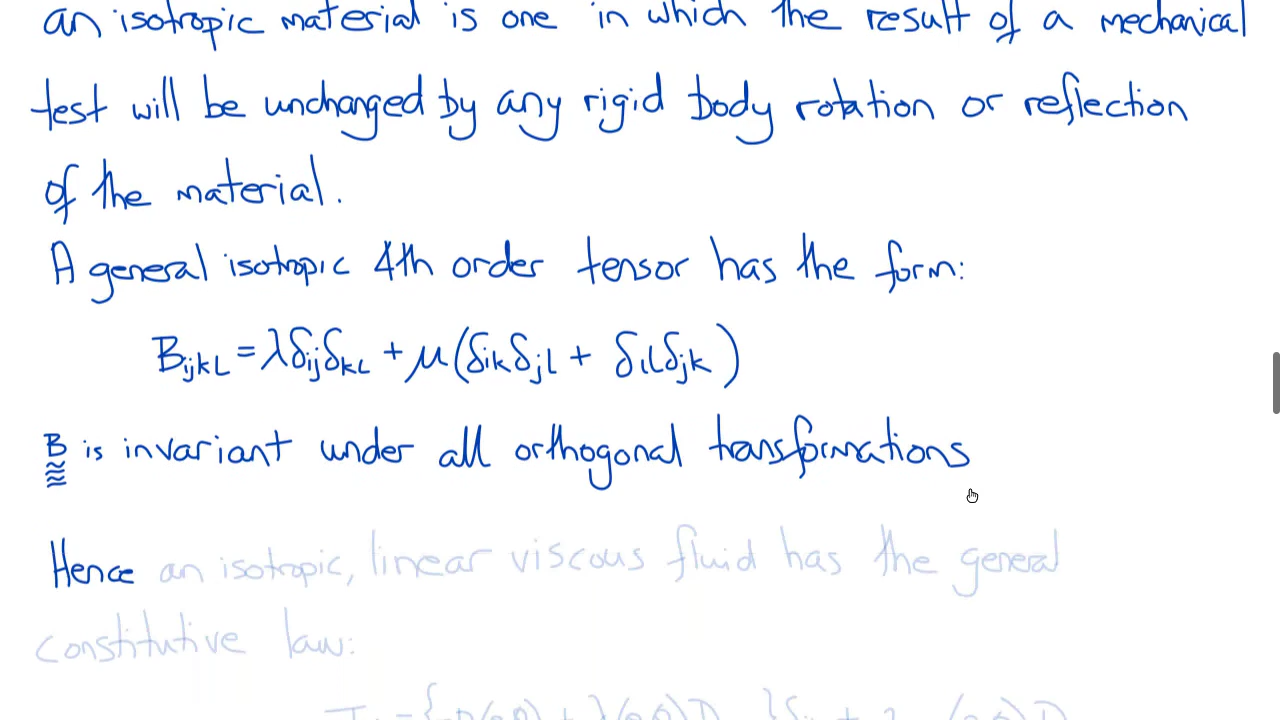 an isotropic material is one in which the result of a mechanical
test will be unchanged by any rigid body rotation or reflection
of the material.
A general isotropic 4th order tensor has the form:
BijkL = λδijδkL + μ(δikδjl + δilδjk)
B is invariant under all orthogonal transformations
Hence an isotropic, linear viscous fluid has the general
constitutive law: